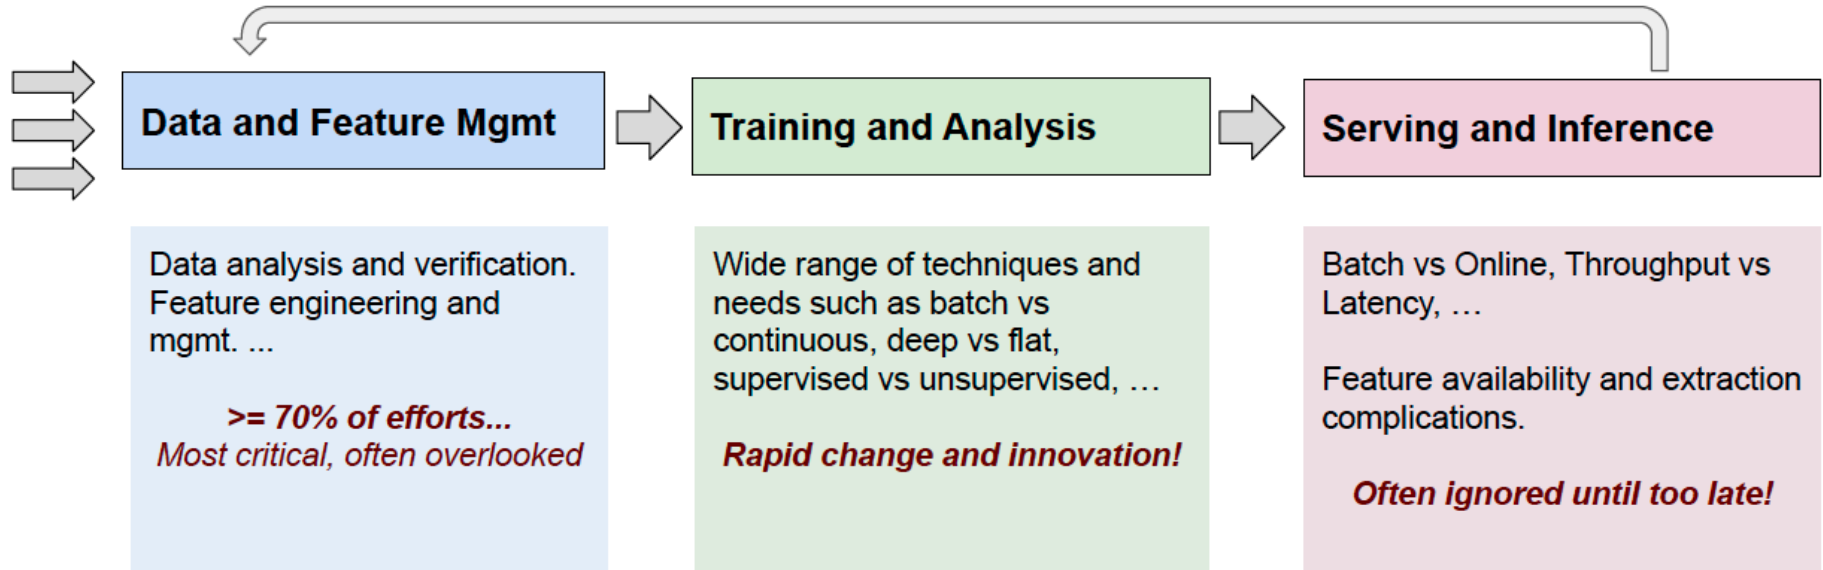 Data and Feature Mgmt
Training and Analysis
Serving and Inference
Data analysis and verification.
Feature engineering and
mgmt. ...
>= 70% of efforts...
Most critical, often overlooked
Wide range of techniques and
needs such as batch vs
continuous, deep vs flat,
supervised vs unsupervised, …
Rapid change and innovation!
Batch vs Online, Throughput vs
Latency, …
Feature availability and extraction
complications.
Often ignored until too late!